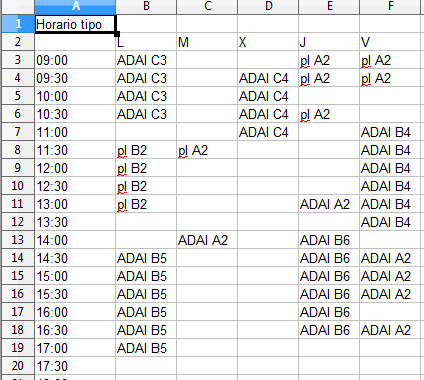 A B C D E F
1 Horario tipo
2 L M X J V
3 09:00 ADAI C3 pl A2 pl A2
4 09:30 ADAI C3 ADAI C4 pl A2 pl A2
5 10:00 ADAI C3 ADAI C4
6 10:30 ADAI C3 ADAI C4 pl A2
7 11:00 ADAI C4 ADAI B4
8 11:30 pl B2 pl A2 ADAI B4
9 12:00 pl B2 ADAI B4
10 12:30 pl B2 ADAI B4
11 13:00 pl B2 ADAI A2 ADAI B4
12 13:30 ADAI B4
13 14:00 ADAI A2 ADAI B6
14 14:30 ADAI B5 ADAI B6 ADAI A2
15 15:00 ADAI B5 ADAI B6 ADAI A2
16 15:30 ADAI B5 ADAI B6 ADAI A2
17 16:00 ADAI B5 ADAI B6
18 16:30 ADAI B5 ADAI B6 ADAI A2
19 17:00 ADAI B5
20 17:30